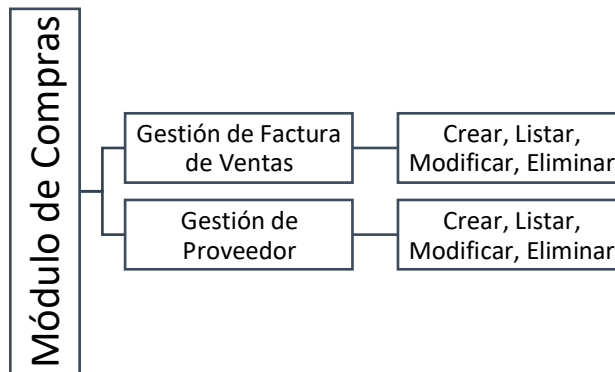 Módulo de Compras
Gestión de Factura
de Ventas
Crear, Listar,
Modificar, Eliminar
Gestión de
Proveedor
Crear, Listar,
Modificar, Eliminar